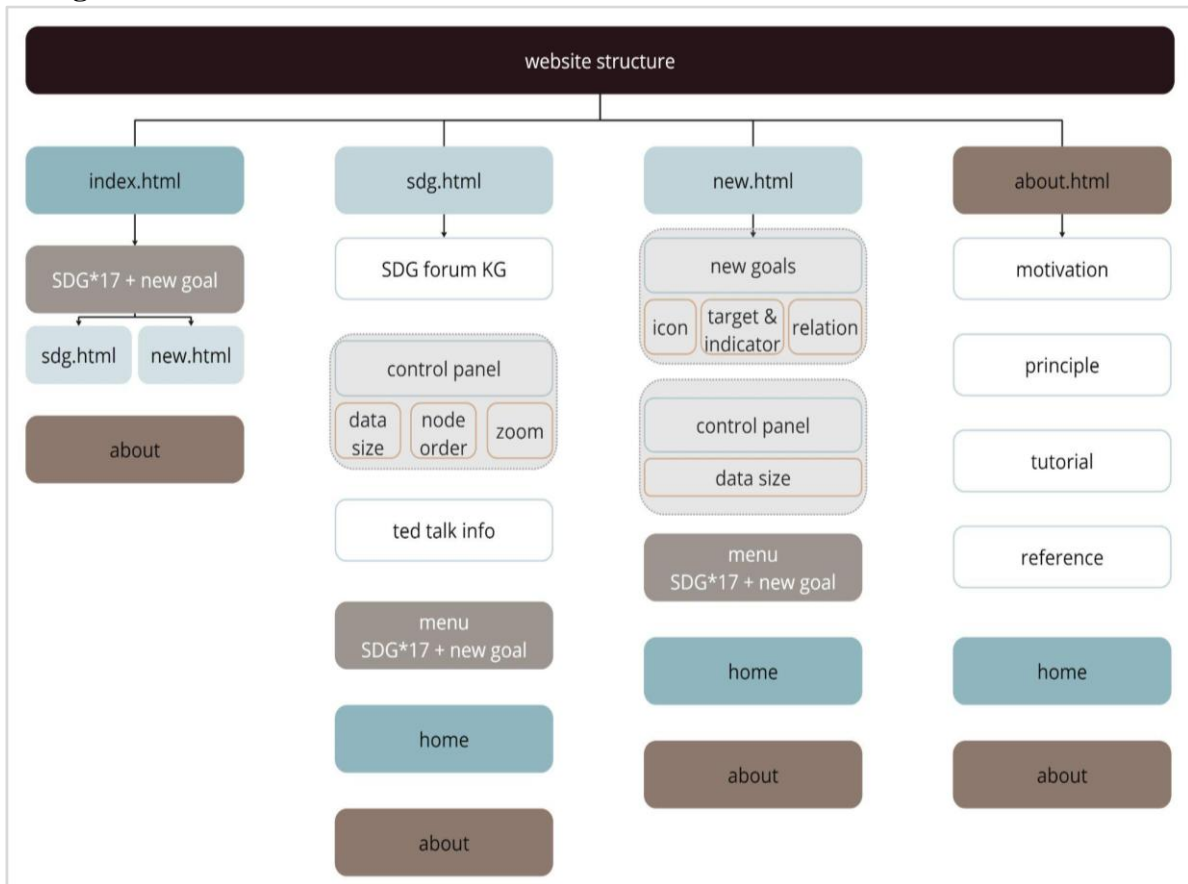 website structure
index.html
SDG*17 + new goal
sdg.html
new.html
about
sdg.html
SDG forum KG
control panel
data
size
node
order
zoom
ted talk info
menu
SDG*17 + new goal
home
about
new.html
new goals
icon
target &
indicator
relation
control panel
data size
menu
SDG*17 + new goal
home
about
about.html
motivation
principle
tutorial
reference
home
about